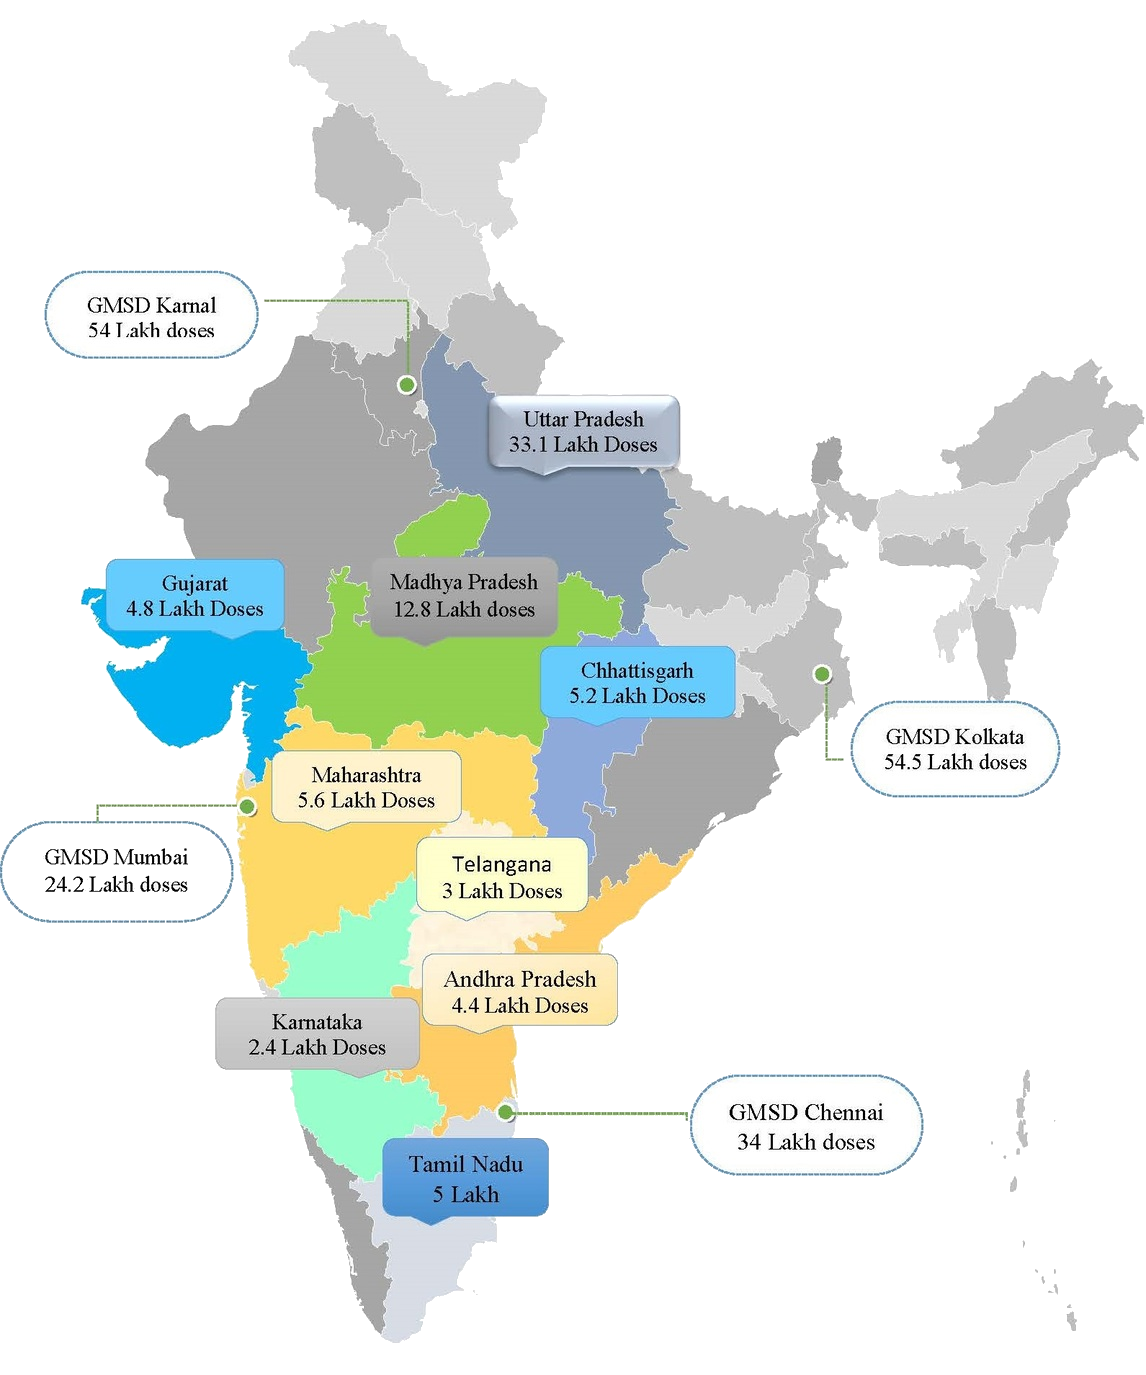 GMSD Karnal
54 Lakh doses
Uttar Pradesh
33.1 Lakh Doses
Gujarat
4.8 Lakh Doses
Madhya Pradesh
12.8 Lakh doses
Chhattisgarh
5.2 Lakh Doses
GMSD Kolkata
54.5 Lakh doses
Maharashtra
5.6 Lakh Doses
GMSD Mumbai
24.2 Lakh doses
Telangana
3 Lakh Doses
Andhra Pradesh
4.4 Lakh Doses
Karnataka
2.4 Lakh Doses
GMSD Chennai
34 Lakh doses
Tamil Nadu
5 Lakh